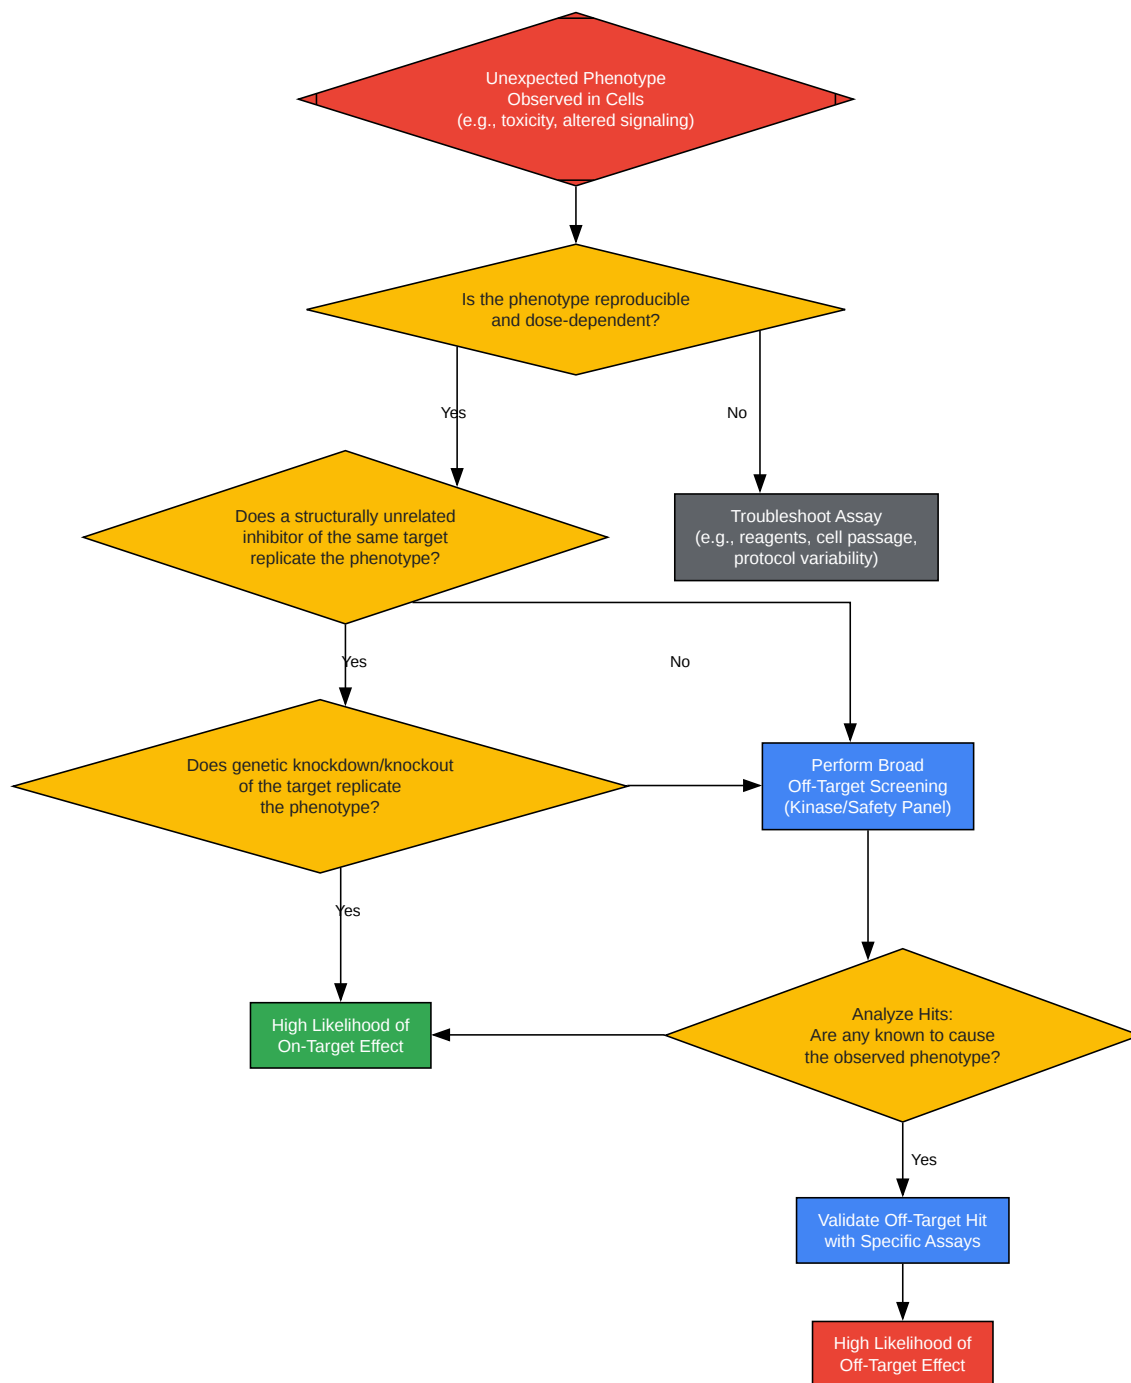 Unexpected Phenotype
Observed in Cells
(e.g., toxicity, altered signaling)
Is the phenotype reproducible
and dose-dependent?
Yes
No
Does a structurally unrelated
inhibitor of the same target
replicate the phenotype?
Troubleshoot Assay
(e.g., reagents, cell passage,
protocol variability)
Yes
No
Does genetic knockdown/knockout
of the target replicate
the phenotype?
Perform Broad
Off-Target Screening
(Kinase/Safety Panel)
Yes
High Likelihood of
On-Target Effect
Analyze Hits:
Are any known to cause
the observed phenotype?
Yes
Validate Off-Target Hit
with Specific Assays
High Likelihood of
Off-Target Effect